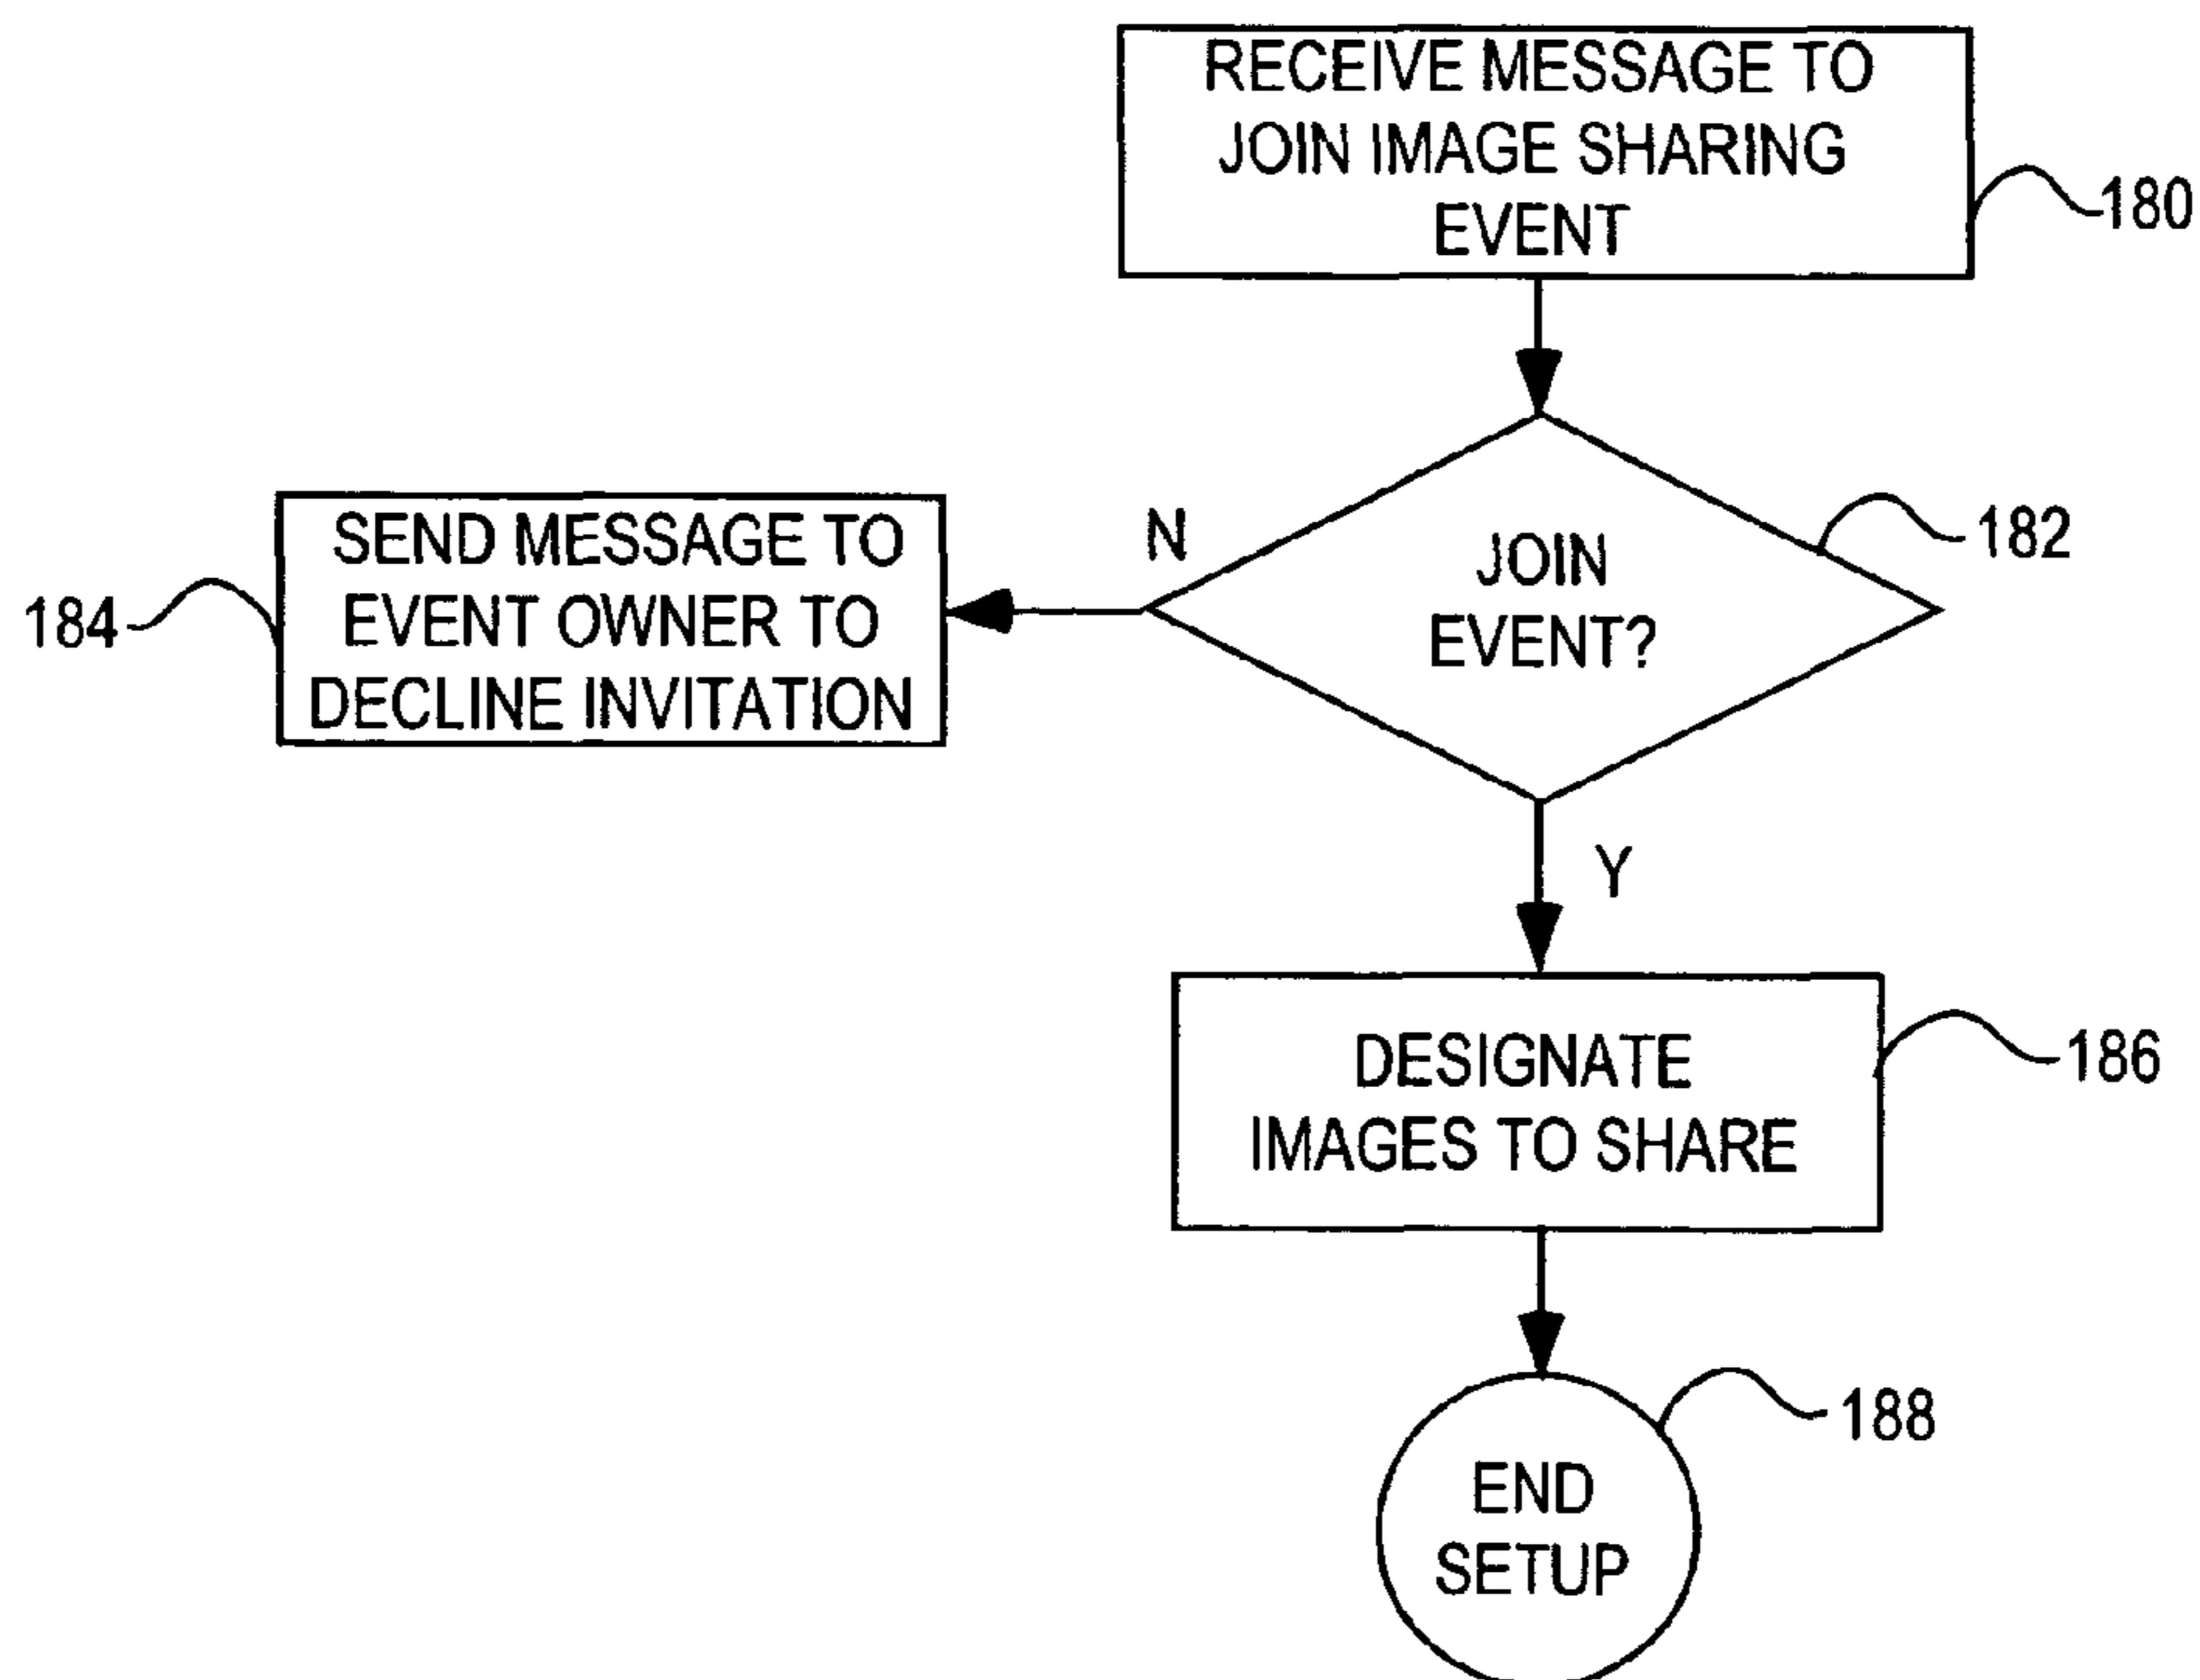 RECEIVE MESSAGE TO
JOIN IMAGE SHARING
EVENT
180
JOIN
EVENT?
182
N
SEND MESSAGE TO
EVENT OWNER TO
DECLINE INVITATION
184
Y
DESIGNATE
IMAGES TO SHARE
186
END
SETUP
188